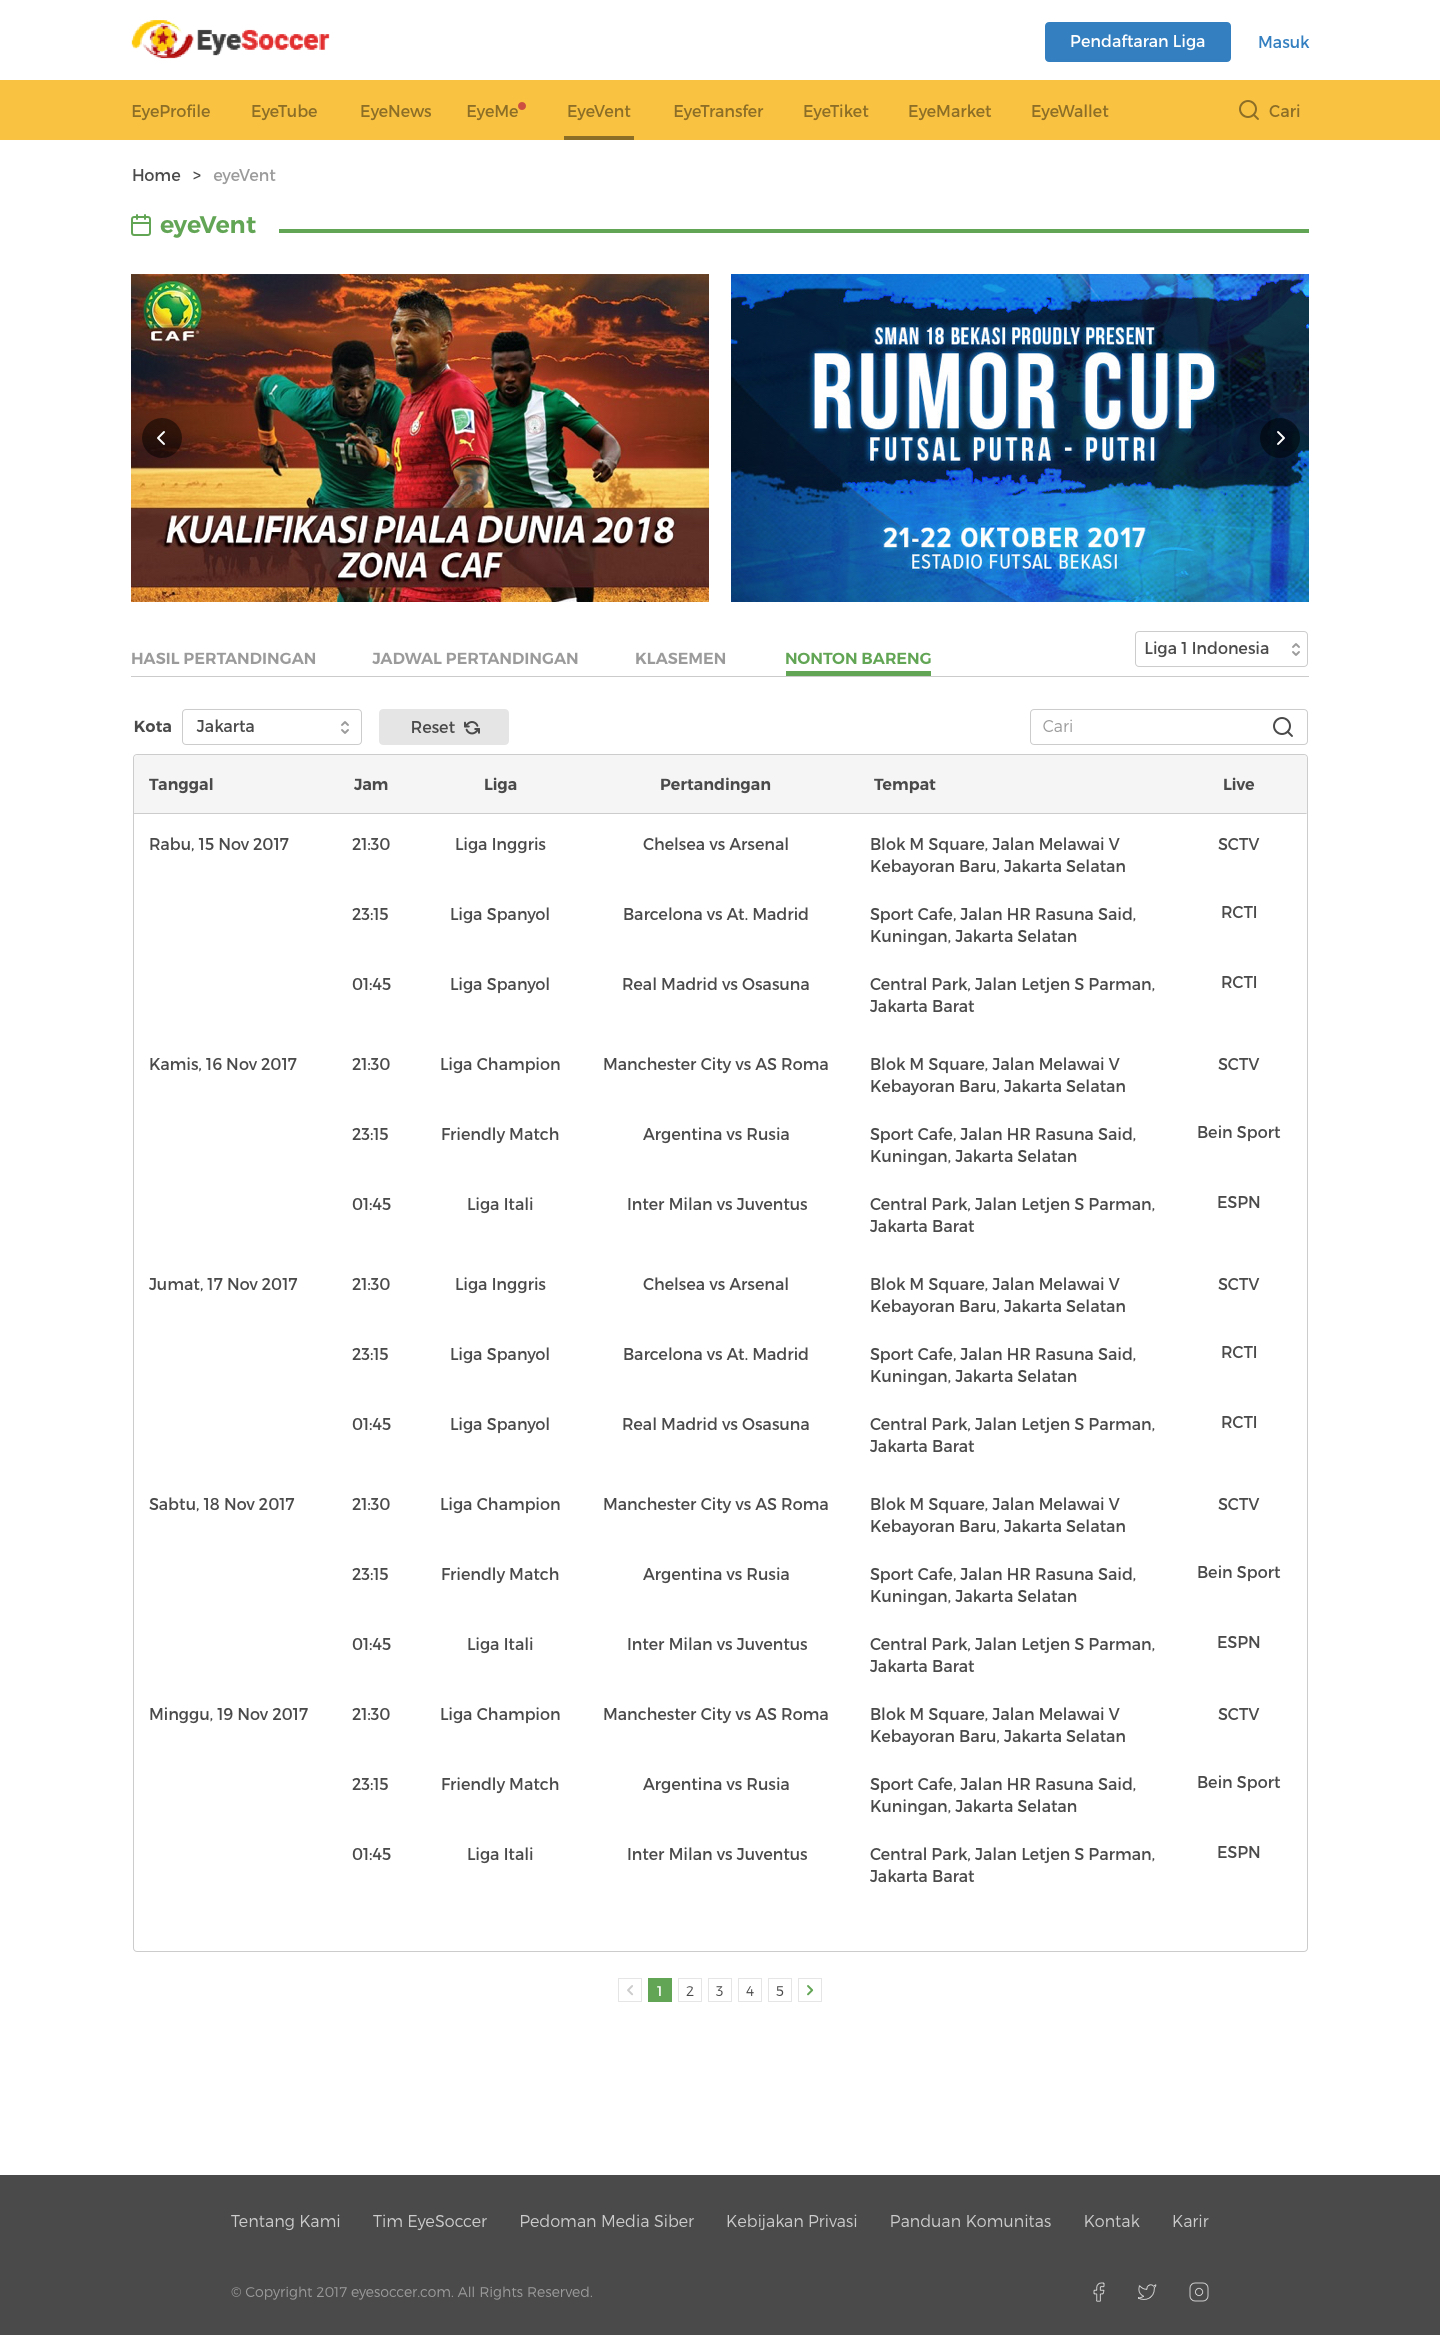 EyeSoccer
Pendaftaran Liga
Masuk
EyeProfile EyeTube EyeNews EyeMe EyeVent EyeTransfer EyeTiket EyeMarket EyeWallet Cari
Home > eyeVent
eyeVent
CAF
KUALIFIKASI PIALA DUNIA 2018
ZONA CAF
SMAN 18 BEKASI PROUDLY PRESENT
RUMOR CUP
FUTSAL PUTRA - PUTRI
21-22 OKTOBER 2017
ESTADIO FUTSAL BEKASI
HASIL PERTANDINGAN JADWAL PERTANDINGAN KLASEMEN NONTON BARENG Liga 1 Indonesia
Kota Jakarta Reset Cari
Tanggal Jam Liga Pertandingan Tempat Live
Rabu, 15 Nov 2017 21:30 Liga Inggris Chelsea vs Arsenal Blok M Square, Jalan Melawai V SCTV
Kebayoran Baru, Jakarta Selatan
23:15 Liga Spanyol Barcelona vs At. Madrid Sport Cafe, Jalan HR Rasuna Said, RCTI
Kuningan, Jakarta Selatan
01:45 Liga Spanyol Real Madrid vs Osasuna Central Park, Jalan Letjen S Parman, RCTI
Jakarta Barat
Kamis, 16 Nov 2017 21:30 Liga Champion Manchester City vs AS Roma Blok M Square, Jalan Melawai V SCTV
Kebayoran Baru, Jakarta Selatan
23:15 Friendly Match Argentina vs Rusia Sport Cafe, Jalan HR Rasuna Said, Bein Sport
Kuningan, Jakarta Selatan
01:45 Liga Itali Inter Milan vs Juventus Central Park, Jalan Letjen S Parman, ESPN
Jakarta Barat
Jumat, 17 Nov 2017 21:30 Liga Inggris Chelsea vs Arsenal Blok M Square, Jalan Melawai V SCTV
Kebayoran Baru, Jakarta Selatan
23:15 Liga Spanyol Barcelona vs At. Madrid Sport Cafe, Jalan HR Rasuna Said, RCTI
Kuningan, Jakarta Selatan
01:45 Liga Spanyol Real Madrid vs Osasuna Central Park, Jalan Letjen S Parman, RCTI
Jakarta Barat
Sabtu, 18 Nov 2017 21:30 Liga Champion Manchester City vs AS Roma Blok M Square, Jalan Melawai V SCTV
Kebayoran Baru, Jakarta Selatan
23:15 Friendly Match Argentina vs Rusia Sport Cafe, Jalan HR Rasuna Said, Bein Sport
Kuningan, Jakarta Selatan
01:45 Liga Itali Inter Milan vs Juventus Central Park, Jalan Letjen S Parman, ESPN
Jakarta Barat
Minggu, 19 Nov 2017 21:30 Liga Champion Manchester City vs AS Roma Blok M Square, Jalan Melawai V SCTV
Kebayoran Baru, Jakarta Selatan
23:15 Friendly Match Argentina vs Rusia Sport Cafe, Jalan HR Rasuna Said, Bein Sport
Kuningan, Jakarta Selatan
01:45 Liga Itali Inter Milan vs Juventus Central Park, Jalan Letjen S Parman, ESPN
Jakarta Barat
1 2 3 4 5
Tentang Kami Tim EyeSoccer Pedoman Media Siber Kebijakan Privasi Panduan Komunitas Kontak Karir
© Copyright 2017 eyesoccer.com. All Rights Reserved.